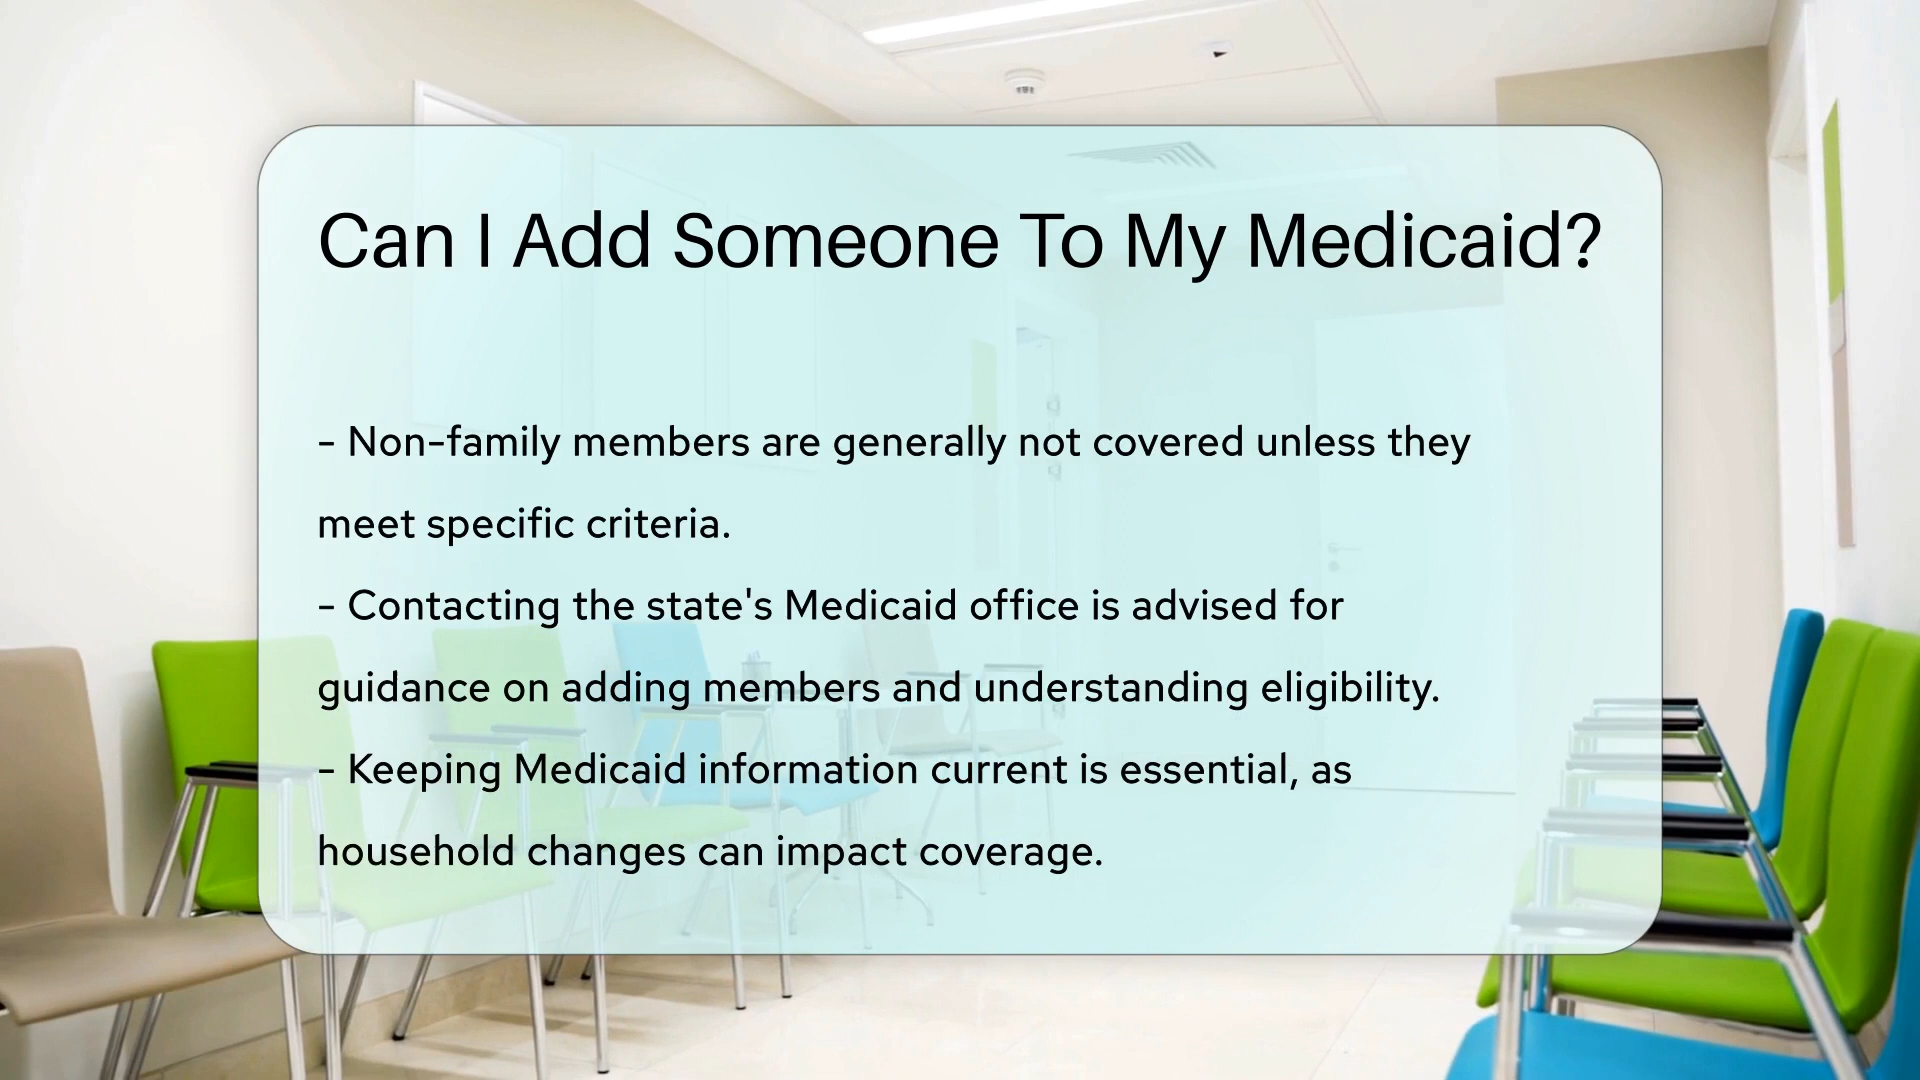 Can I Add Someone To My Medicaid?
- Non-family members are generally not covered unless they
meet specific criteria.
- Contacting the state's Medicaid office is advised for
guidance on adding members and understanding eligibility.
- Keeping Medicaid information current is essential, as
household changes can impact coverage.